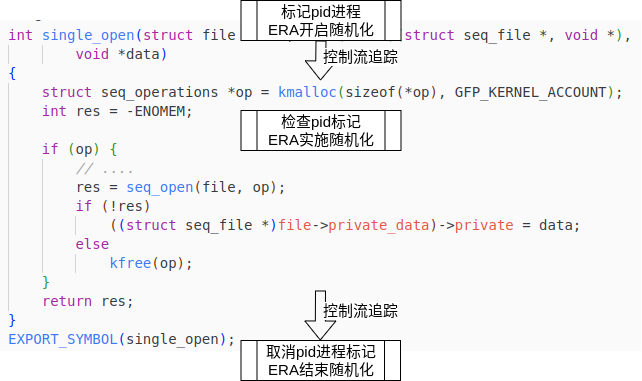 标记pid进程
ERA开启随机化
int single_open(struct file struct seq_file *, void *),
void *data)
控制流追踪
{
struct seq_operations *op = kmalloc(sizeof(*op), GFP_KERNEL_ACCOUNT);
int res = -ENOMEM;
检查pid标记
ERA实施随机化
if (op) {
// ....
res = seq_open(file, op);
if (!res)
((struct seq_file *)file->private_data)->private = data;
else
kfree(op);
}
return res;
控制流追踪
}
EXPORT_SYMBOL(single_open);
取消pid进程标记
ERA结束随机化